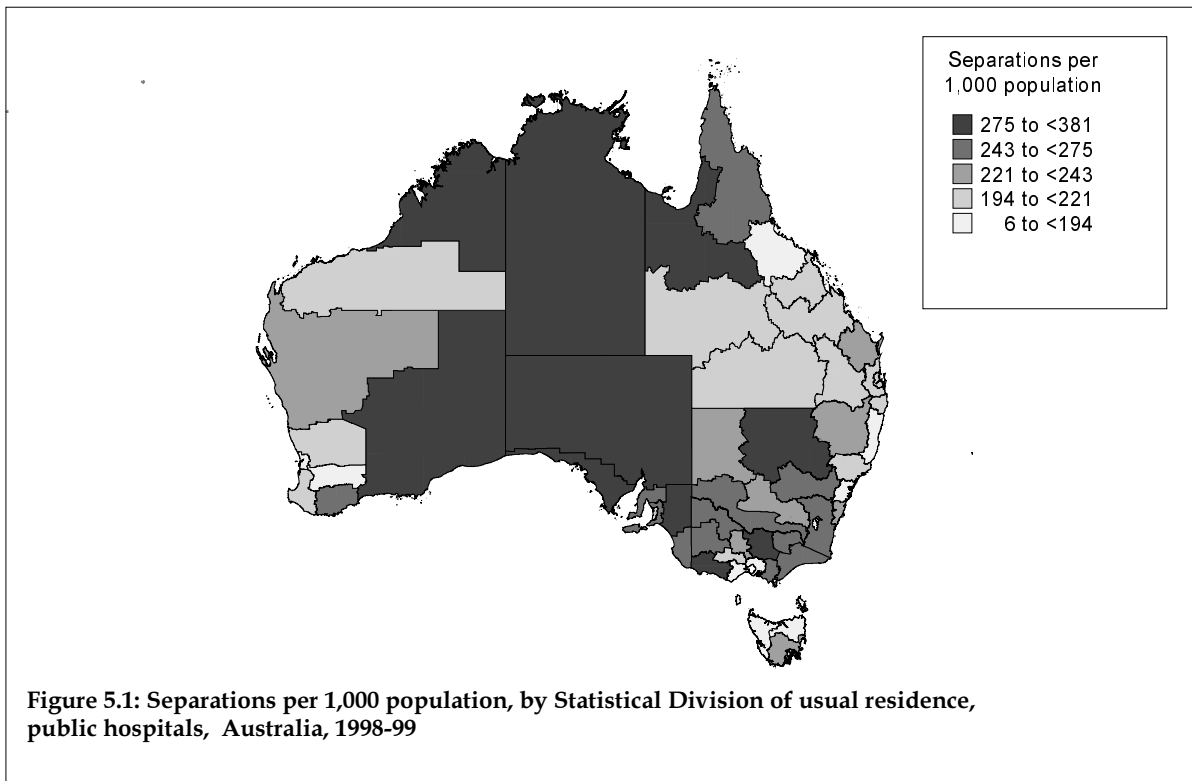 Separations per
1,000 population
275 to <381
243 to <275
221 to <243
194 to <221
6 to <194
Figure 5.1: Separations per 1,000 population, by Statistical Division of usual residence,
public hospitals, Australia, 1998-99